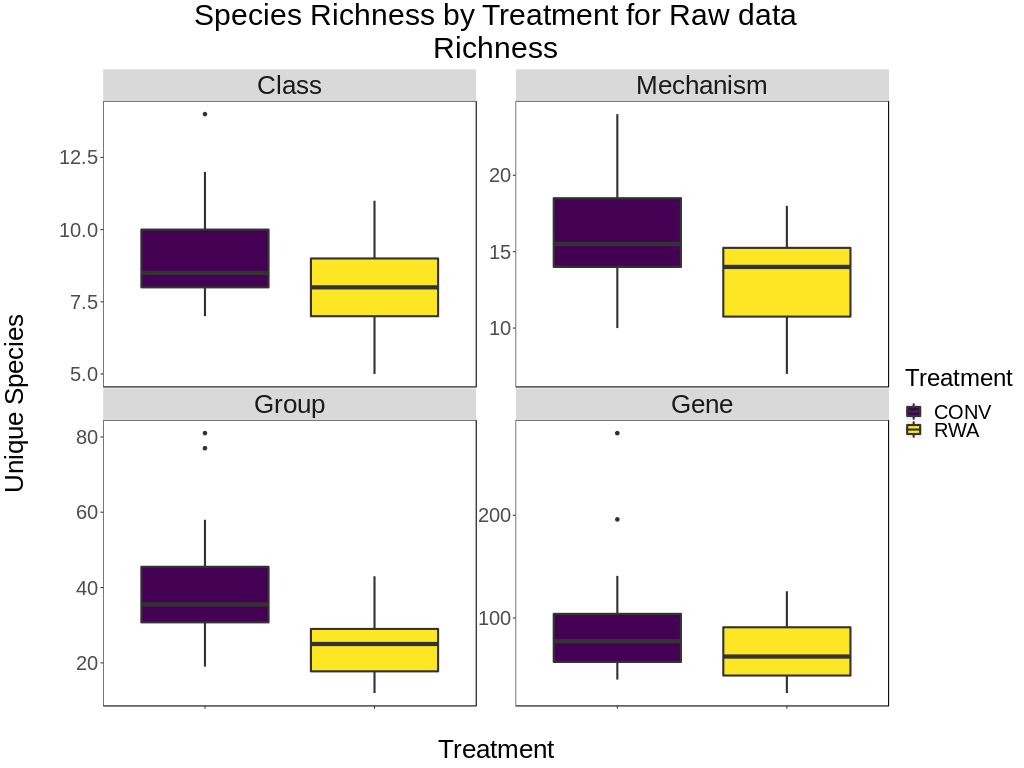 Species Richness by Treatment for Raw data
Richness
Class
Mechanism
12.5
10.0
7.5
5.0
20
15
10
Group
Gene
80
60
40
20
200
100
Unique Species
Treatment
Treatment
CONV
RWA